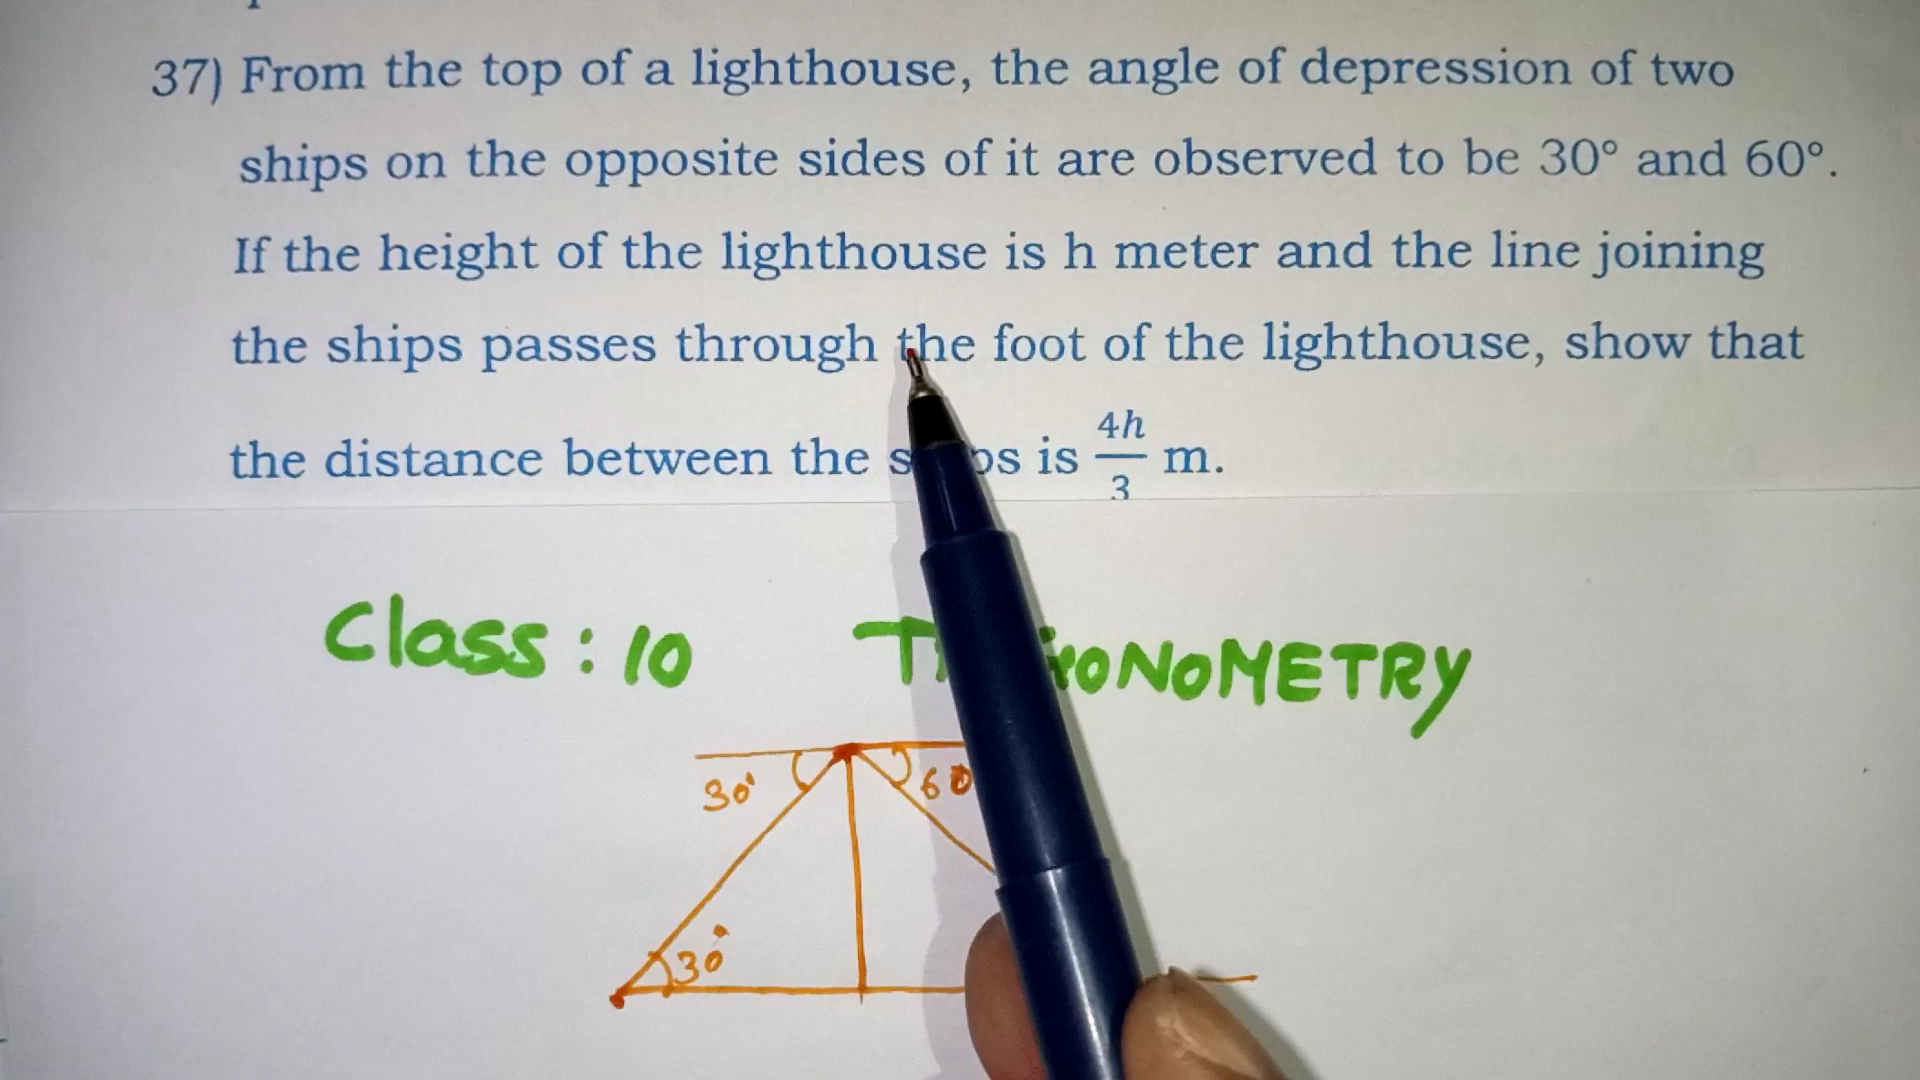 37) From the top of a lighthouse, the angle of depression of two
ships on the opposite sides of it are observed to be 30° and 60°.
If the height of the lighthouse is h meter and the line joining
the ships passes through the foot of the lighthouse, show that
the distance between the is 4h/3 m.
Class : 10
30°
60
30°